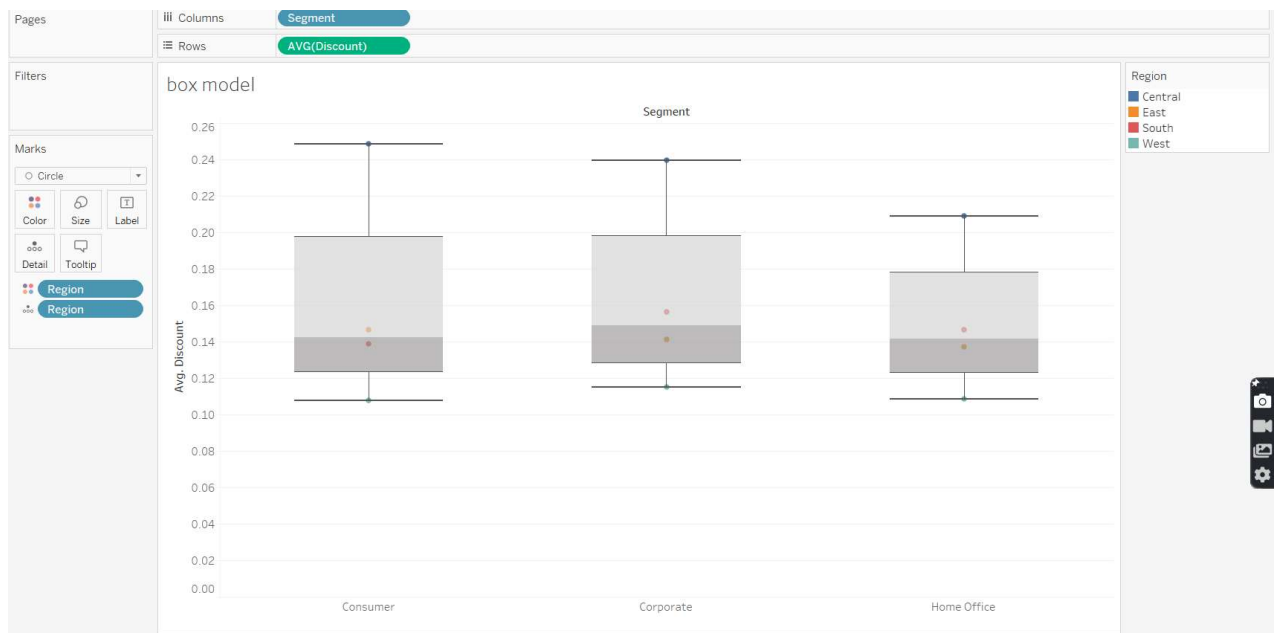 Pages
Columns
Segment
Rows
AVG(Discount)
Filters
Marks
Circle
Color
Size
Label
Detail
Tooltip
Region
Region
box model
Segment
0.26
0.24
0.22
0.20
0.18
0.16
0.14
0.12
0.10
0.08
0.06
0.04
0.02
0.00
Avg. Discount
Consumer
Corporate
Home Office
Region
Central
East
South
West